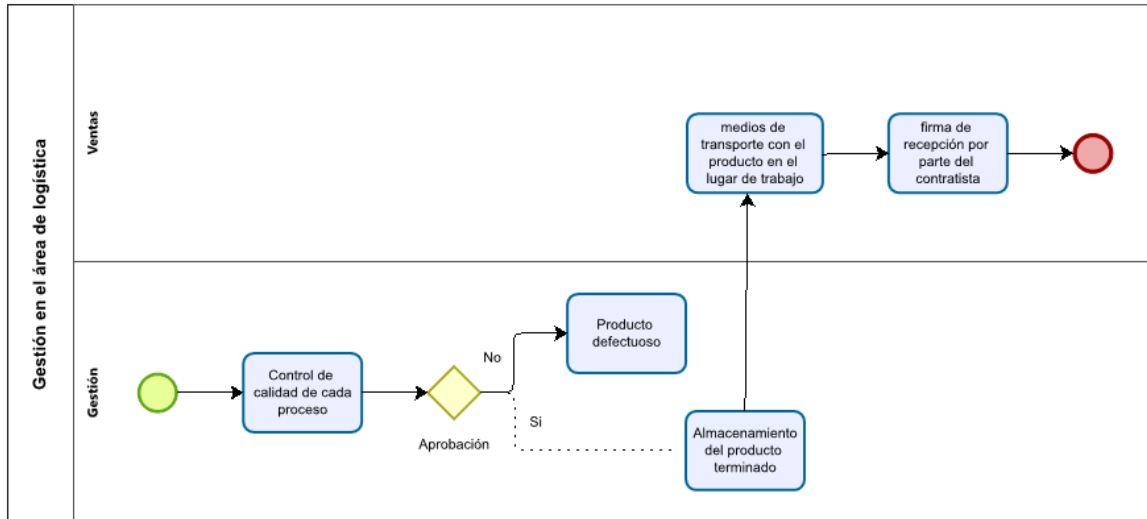 Gestión en el área de logística
Ventas
medios de
transporte con el
producto en el
lugar de trabajo
firma de
recepción por
parte del
contratista
Gestión
Control de
calidad de cada
proceso
Aprobación
No
Producto
defectuoso
Si
Almacenamiento
del producto
terminado